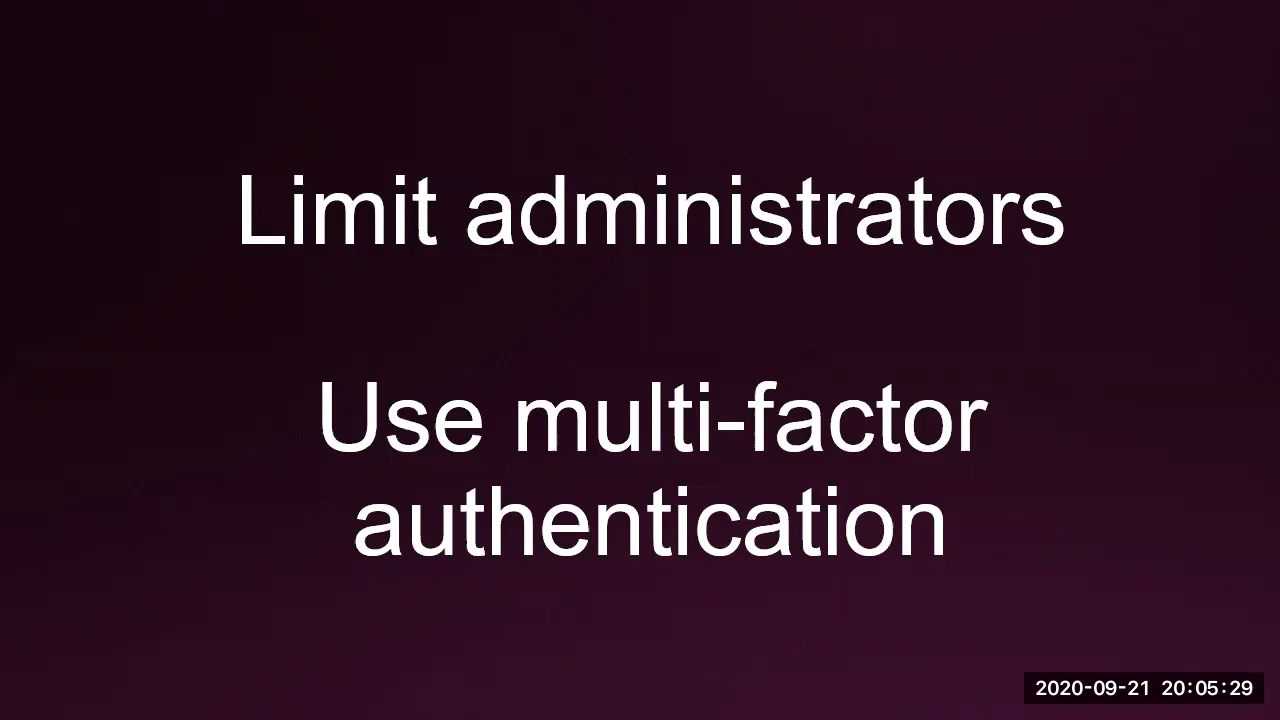 Limit administrators
Use multi-factor
authentication
2020-09-21 20:05:29